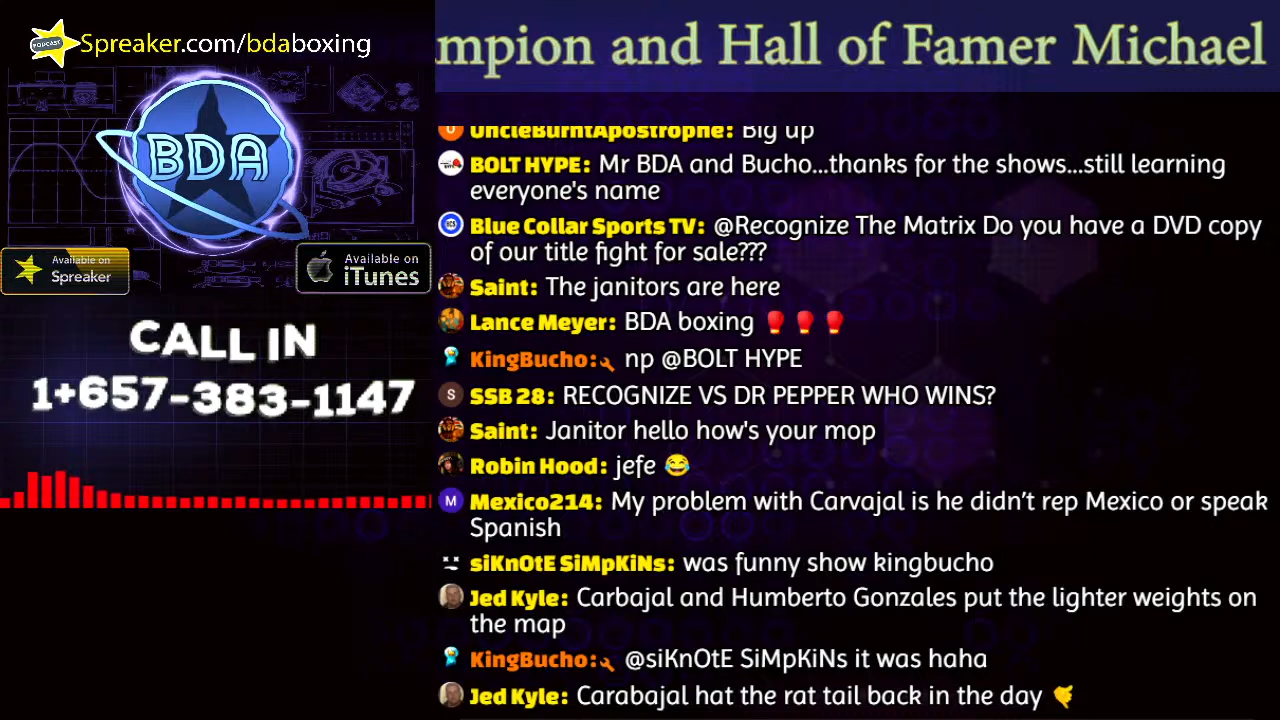 PODCAST Spreaker.com/bdaboxing
BDA
Available on
Spreaker
Available on
iTunes
CALL IN
1+657-383-1147
mpion and Hall of Famer Michael
UncleBurntApostrophe: Big up
BOLT HYPE: Mr BDA and Bucho...thanks for the shows...still learning
everyone's name
Blue Collar Sports TV: @Recognize The Matrix Do you have a DVD copy
of our title fight for sale???
Saint: The janitors are here
Lance Meyer: BDA boxing 🥊🥊🥊
KingBucho:🔧 np @BOLT HYPE
S SSB 28: RECOGNIZE VS DR PEPPER WHO WINS?
Saint: Janitor hello how's your mop
Robin Hood: jefe 😂
M Mexico214: My problem with Carvajal is he didn't rep Mexico or speak
Spanish
siKnOtE SiMpKiNs: was funny show kingbucho
Jed Kyle: Carbajal and Humberto Gonzales put the lighter weights on
the map
KingBucho:🔧 @siKnOtE SiMpKiNs it was haha
Jed Kyle: Carabajal hat the rat tail back in the day 🤙